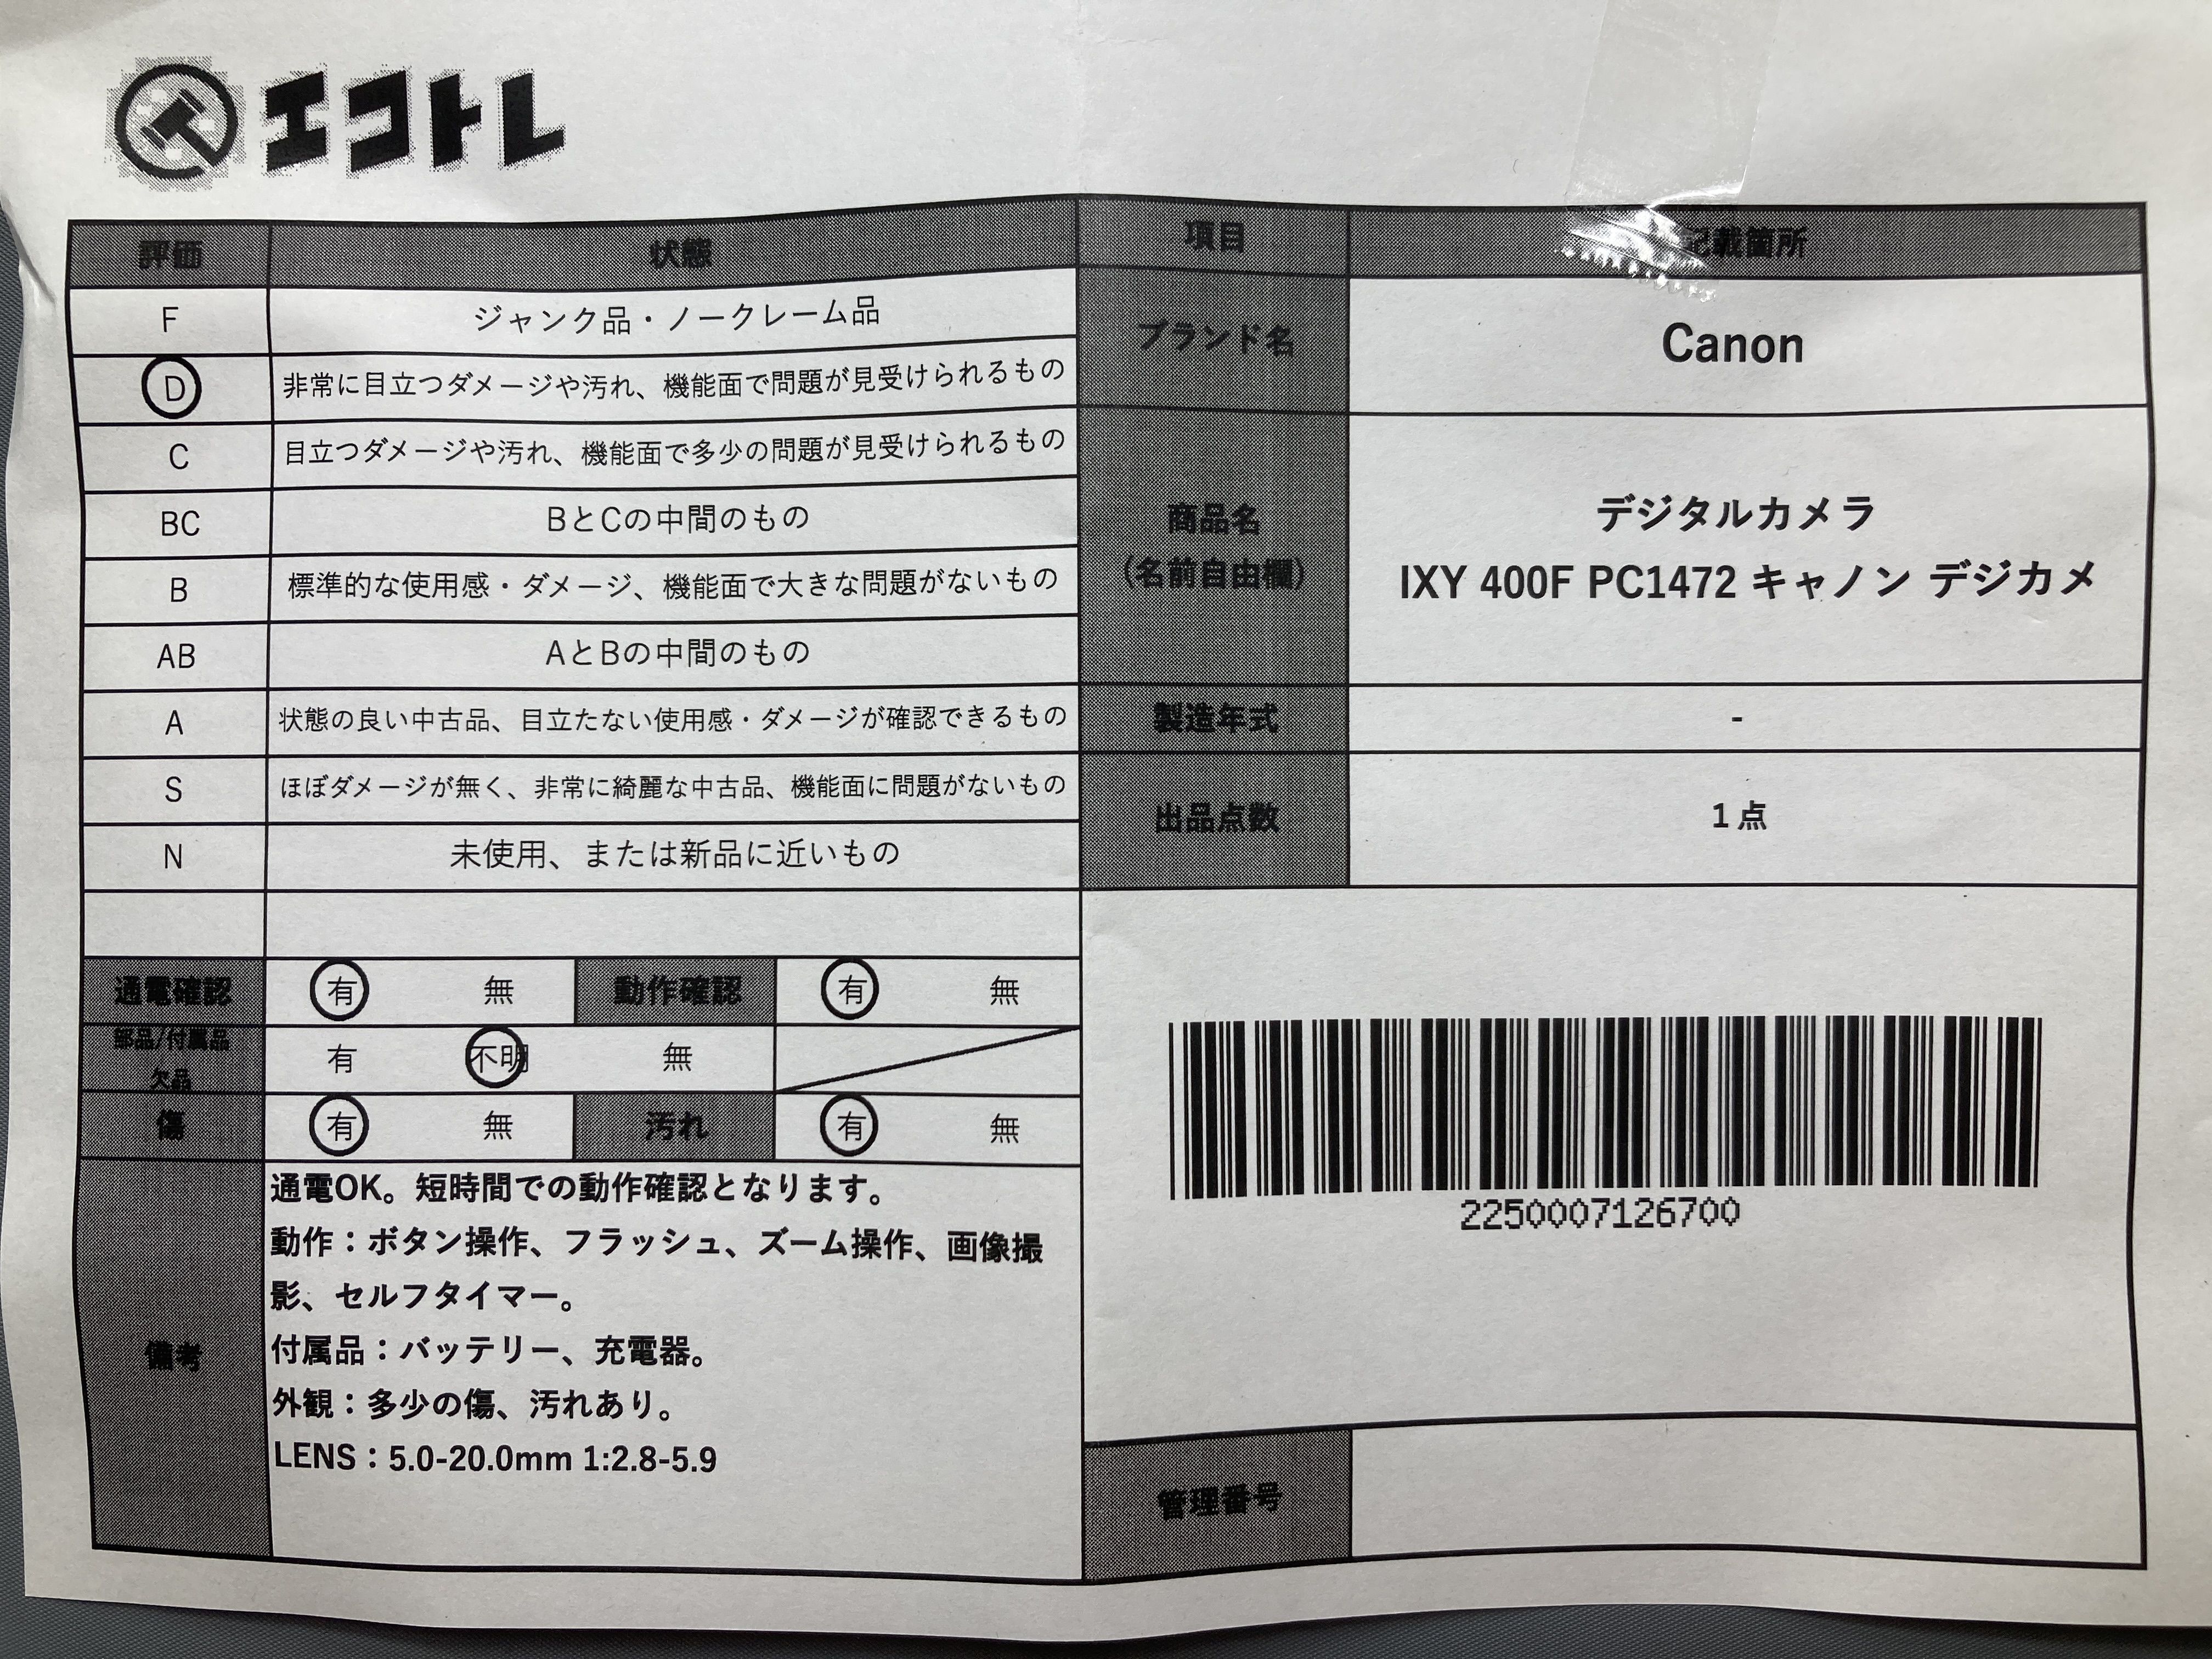 エコトレ
評価 状態
F ジャンク品・ノークレーム品
D 非常に目立つダメージや汚れ、機能面で問題が見受けられるもの
C 目立つダメージや汚れ、機能面で多少の問題が見受けられるもの
BC BとCの中間のもの
B 標準的な使用感・ダメージ、機能面で大きな問題がないもの
AB AとBの中間のもの
A 状態の良い中古品、目立たない使用感・ダメージが確認できるもの
S ほぼダメージが無く、非常に綺麗な中古品、機能面に問題がないもの
N 未使用、または新品に近いもの
通電確認 有 無 動作確認 有 無
部品/付属品
欠品
有 不明 無
傷 有 無 汚れ 有 無
備考
通電OK。短時間での動作確認となります。
動作：ボタン操作、フラッシュ、ズーム操作、画像撮
影、セルフタイマー。
付属品：バッテリー、充電器。
外観：多少の傷、汚れあり。
LENS：5.0-20.0mm 1:2.8-5.9
項目 記載箇所
ブランド名 Canon
商品名
(名前自由欄)
デジタルカメラ
IXY 400F PC1472 キャノン デジカメ
製造年式 -
出品点数 1点
2250007126700
管理番号